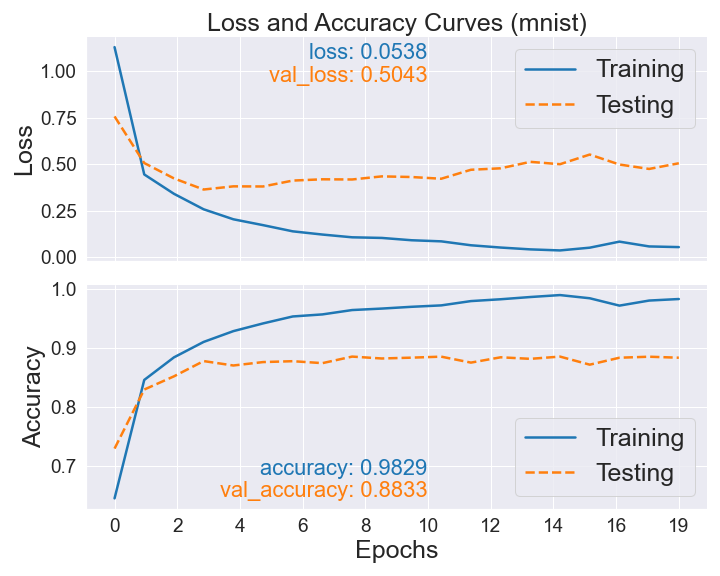 Loss and Accuracy Curves (mnist)
loss: 0.0538
val_loss: 0.5043
Training
Testing
Loss
1.00
0.75
0.50
0.25
0.00
Accuracy
1.0
0.9
0.8
0.7
accuracy: 0.9829
val_accuracy: 0.8833
Training
Testing
0 2 4 6 8 10 12 14 16 19
Epochs